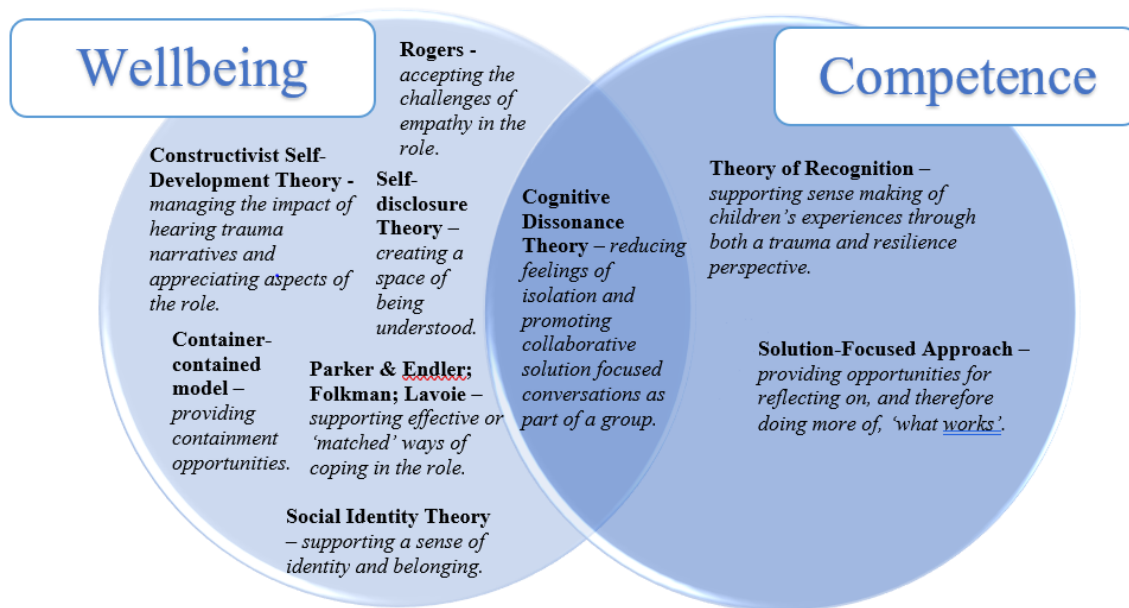 Wellbeing
Competence
Rogers -
accepting the
challenges of
empathy in the
role.
Constructivist Self-
Development Theory -
managing the impact of
hearing trauma
narratives and
appreciating aspects of
the role.
Self-
disclosure
Theory –
creating a
space of
being
understood.
Container-
contained
model –
providing
containment
opportunities.
Parker & Endler;
Folkman; Lavoie –
supporting effective or
‘matched’ ways of
coping in the role.
Social Identity Theory
– supporting a sense of
identity and belonging.
Cognitive
Dissonance
Theory – reducing
feelings of
isolation and
promoting
collaborative
solution focused
conversations as
part of a group.
Theory of Recognition –
supporting sense making of
children’s experiences through
both a trauma and resilience
perspective.
Solution-Focused Approach –
providing opportunities for
reflecting on, and therefore
doing more of, ‘what works’.